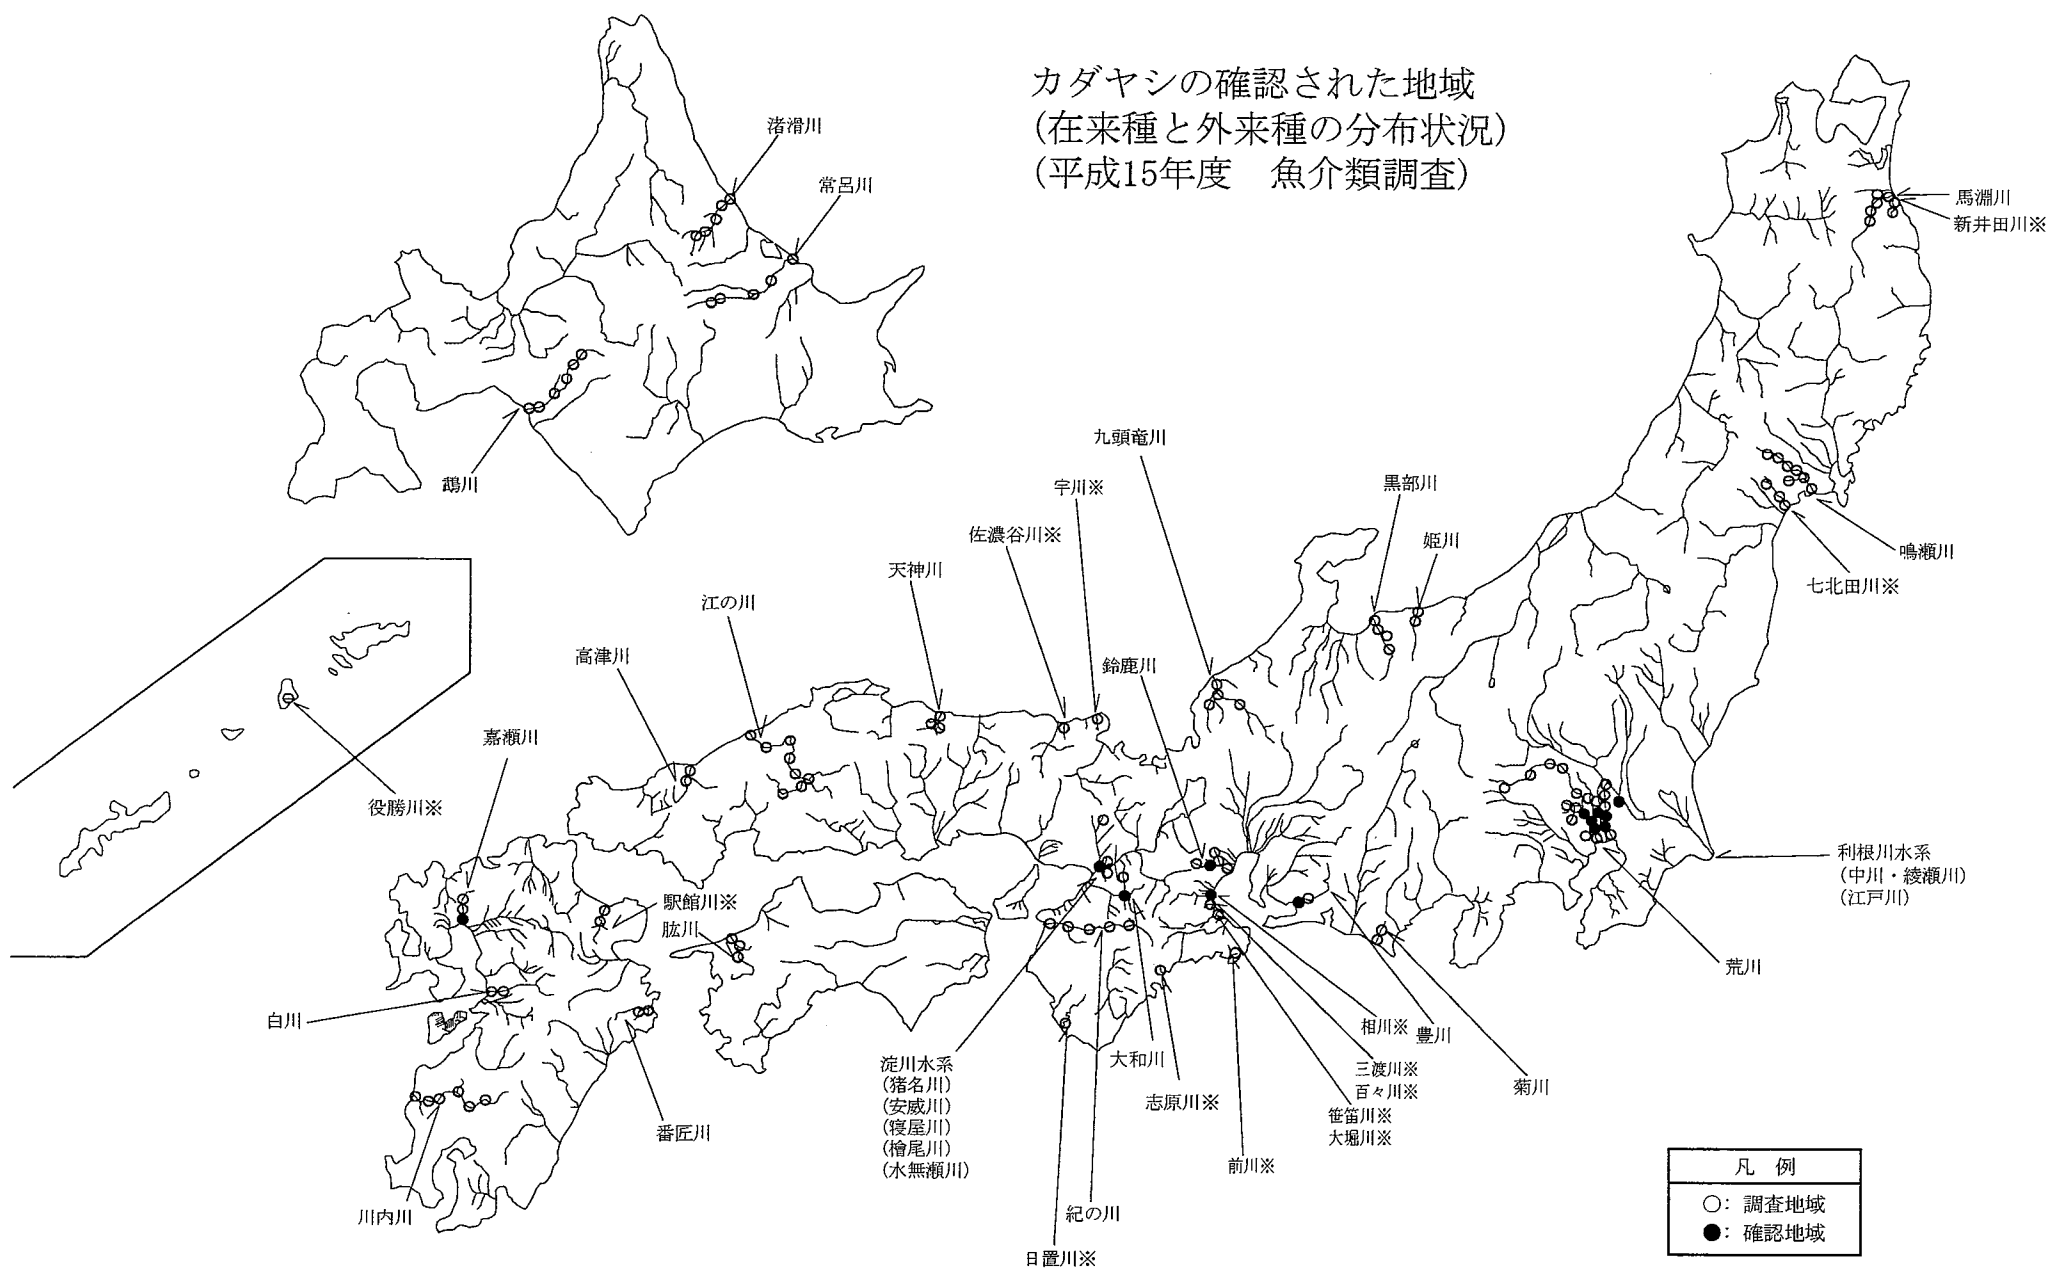 カダヤシの確認された地域
(在来種と外来種の分布状況)
(平成15年度　魚介類調査)
渚滑川
常呂川
鵡川
馬淵川
新井田川※
鳴瀬川
七北田川※
九頭竜川
宇川※
佐濃谷川※
天神川
江の川
高津川
黒部川
姫川
鈴鹿川
嘉瀬川
役勝川※
駅館川※
肱川
白川
番匠川
川内川
利根川水系
(中川・綾瀬川)
(江戸川)
荒川
淀川水系
(猪名川)
(安威川)
(寝屋川)
(檜尾川)
(水無瀬川)
大和川
志原川※
紀の川
日置川※
前川※
相川※
豊川
三渡川※
百々川※
笹笛川※
大堀川※
菊川
凡　例
○: 調査地域
●: 確認地域